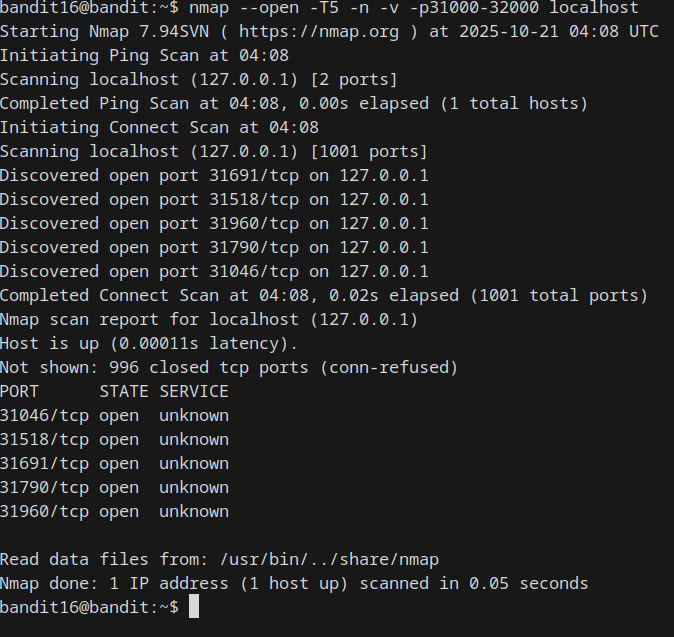 bandit16@bandit:~$ nmap --open -T5 -n -v -p31000-32000 localhost
Starting Nmap 7.94SVN ( https://nmap.org ) at 2025-10-21 04:08 UTC
Initiating Ping Scan at 04:08
Scanning localhost (127.0.0.1) [2 ports]
Completed Ping Scan at 04:08, 0.00s elapsed (1 total hosts)
Initiating Connect Scan at 04:08
Scanning localhost (127.0.0.1) [1001 ports]
Discovered open port 31691/tcp on 127.0.0.1
Discovered open port 31518/tcp on 127.0.0.1
Discovered open port 31960/tcp on 127.0.0.1
Discovered open port 31790/tcp on 127.0.0.1
Discovered open port 31046/tcp on 127.0.0.1
Completed Connect Scan at 04:08, 0.02s elapsed (1001 total ports)
Nmap scan report for localhost (127.0.0.1)
Host is up (0.00011s latency).
Not shown: 996 closed tcp ports (conn-refused)
PORT      STATE SERVICE
31046/tcp open  unknown
31518/tcp open  unknown
31691/tcp open  unknown
31790/tcp open  unknown
31960/tcp open  unknown

Read data files from: /usr/bin/../share/nmap
Nmap done: 1 IP address (1 host up) scanned in 0.05 seconds
bandit16@bandit:~$